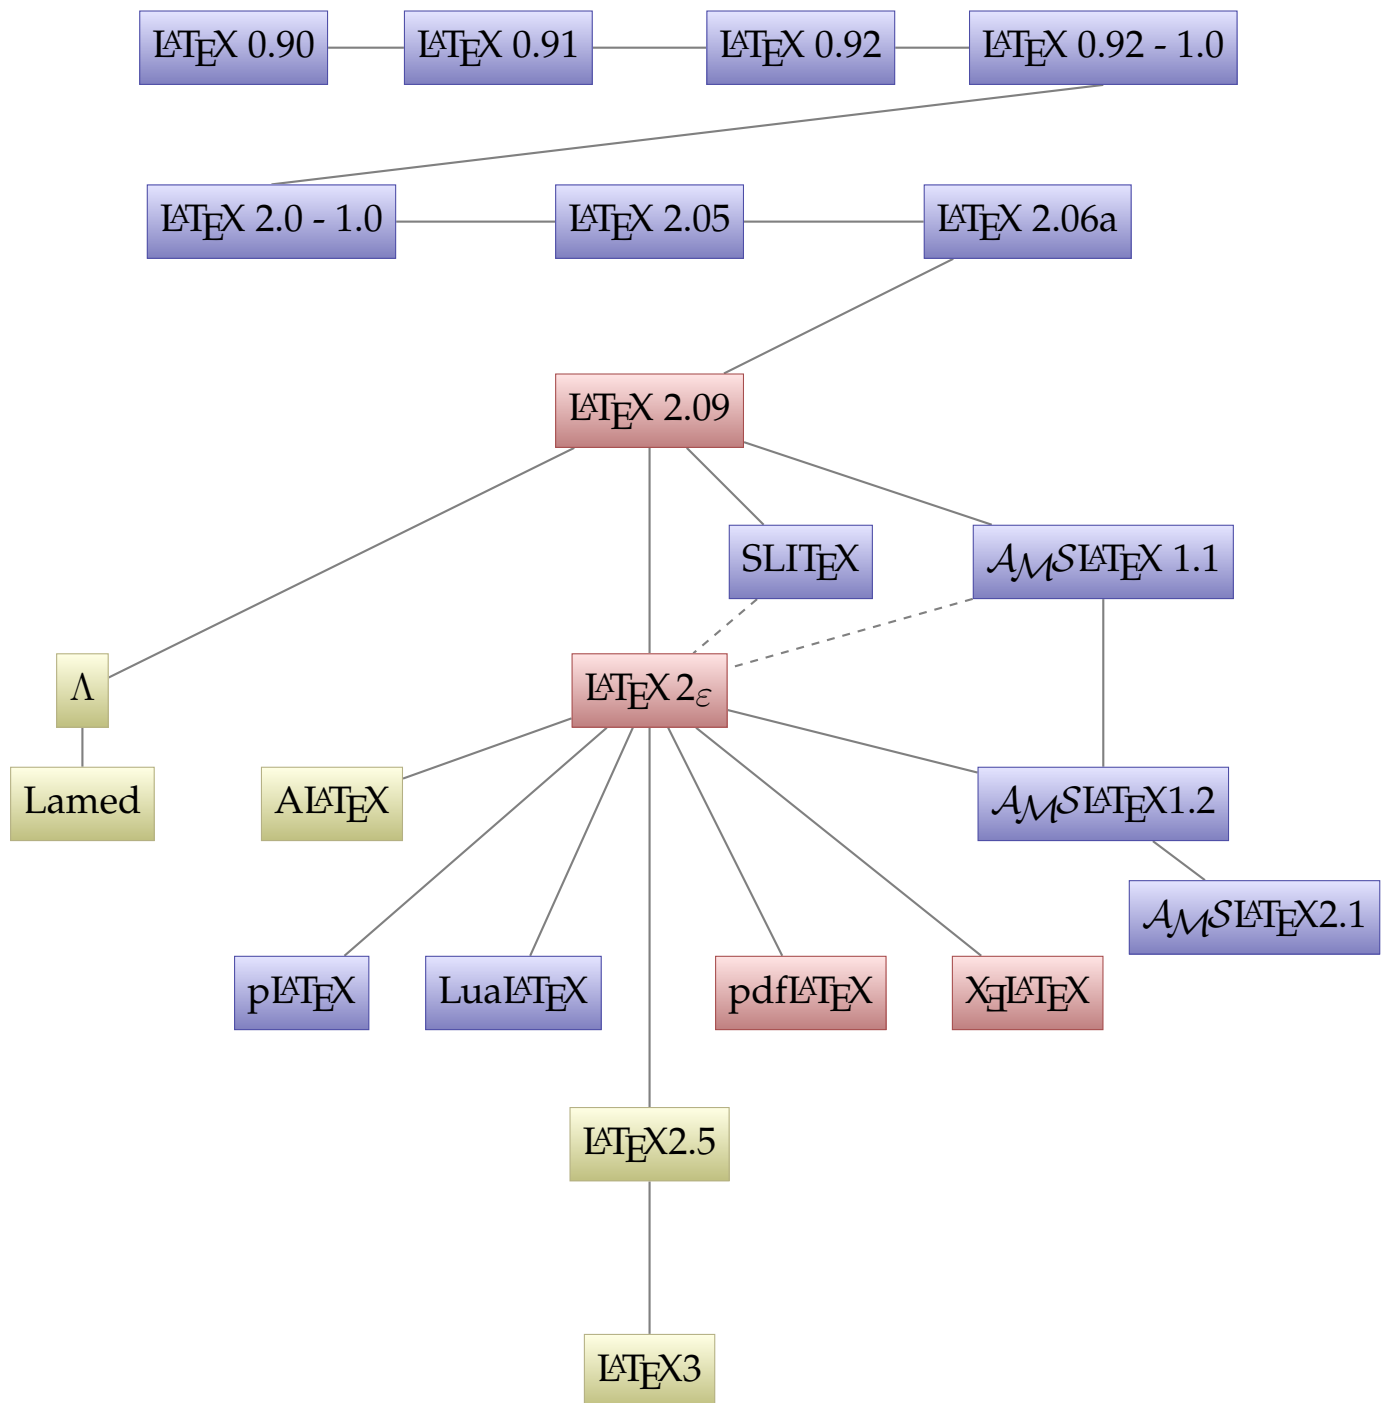 LATEX 0.90 LATEX 0.91 LATEX 0.92 LATEX 0.92 - 1.0
LATEX 2.0 - 1.0 LATEX 2.05 LATEX 2.06a
LATEX 2.09
SLITEX AMSLATEX 1.1
Λ LATEX 2ε
Lamed ALATEX AMSLATEX1.2
AMSLATEX2.1
pLATEX LuaLATEX pdfLATEX XƎLATEX
LATEX2.5
LATEX3